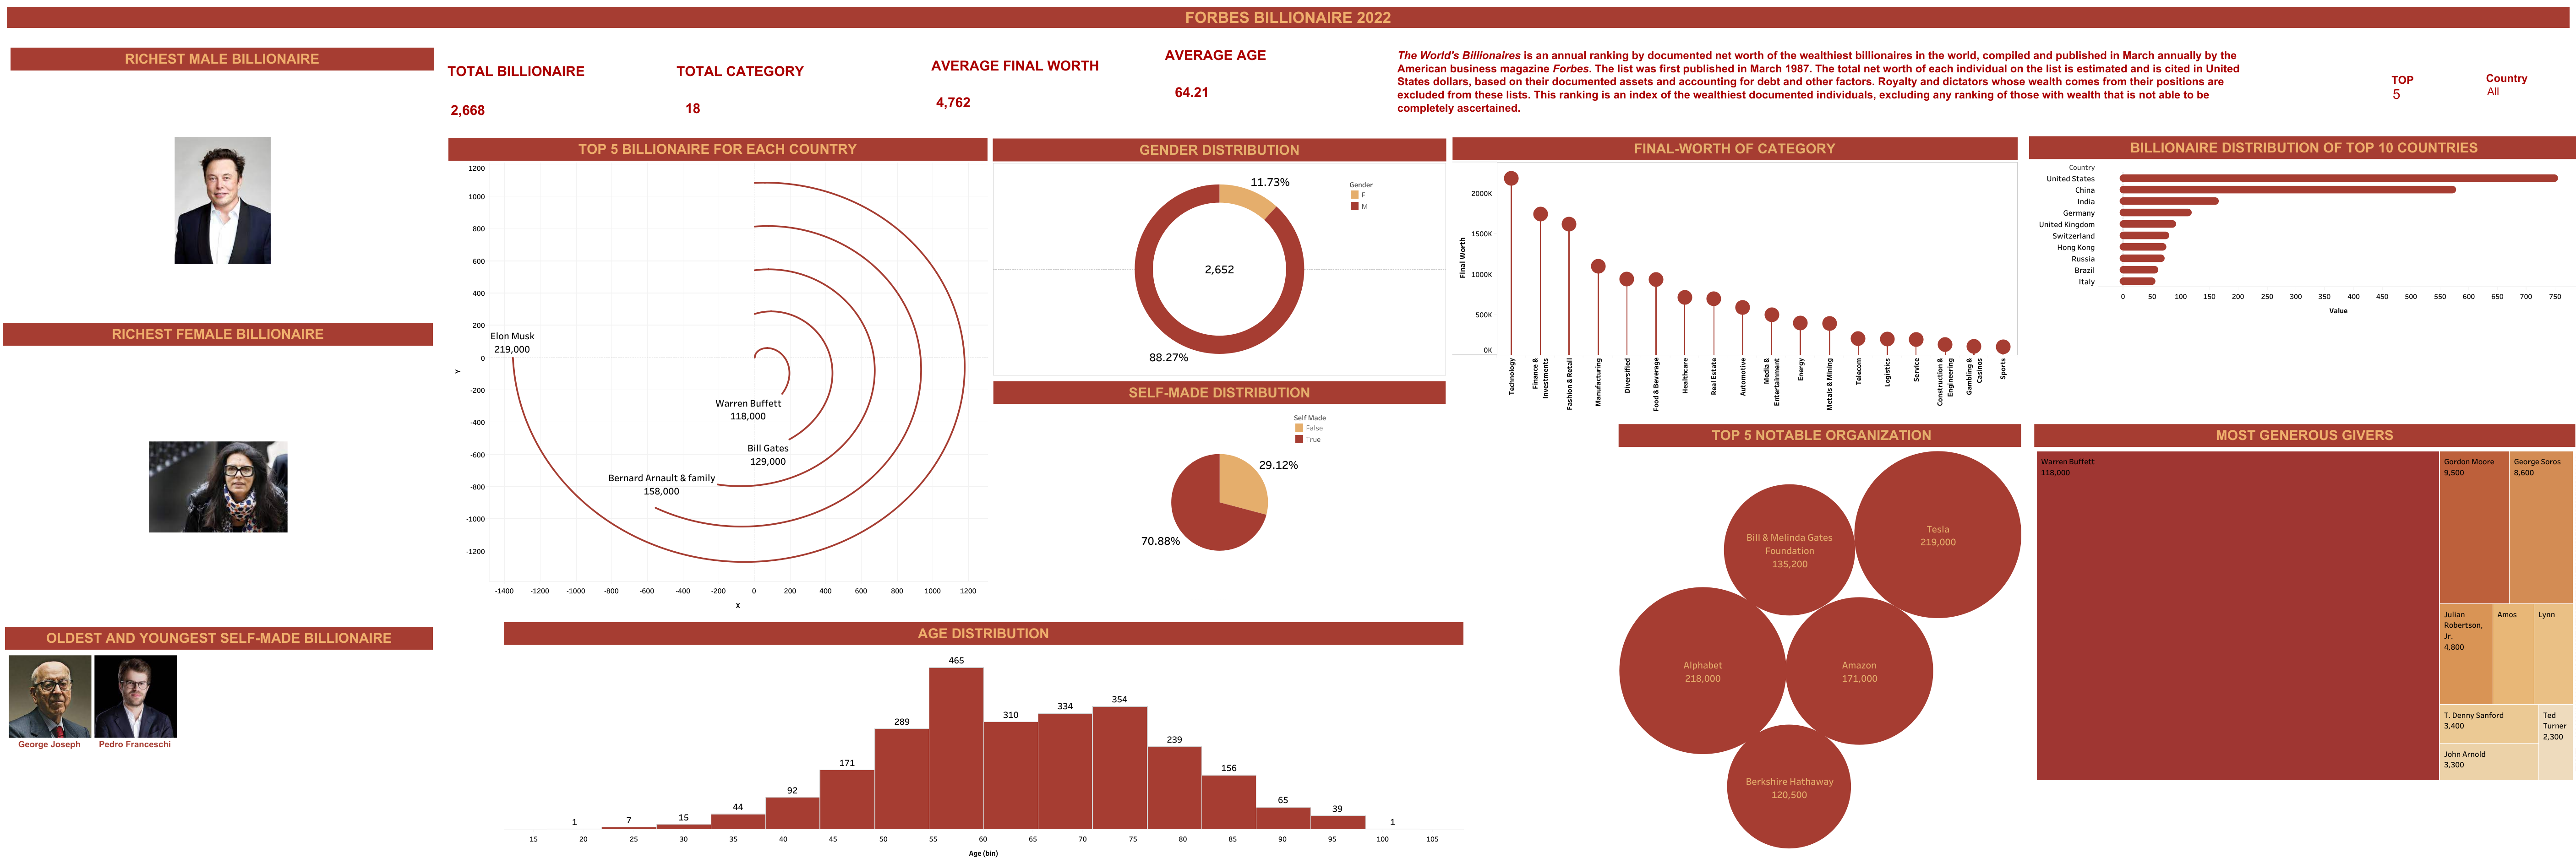 FORBES BILLIONAIRE 2022
RICHEST MALE BILLIONAIRE
RICHEST FEMALE BILLIONAIRE
OLDEST AND YOUNGEST SELF-MADE BILLIONAIRE
George Joseph
Pedro Franceschi
TOTAL BILLIONAIRE
2,668
TOTAL CATEGORY
18
AVERAGE FINAL WORTH
4,762
AVERAGE AGE
64.21
The World's Billionaires is an annual ranking by documented net worth of the wealthiest billionaires in the world, compiled and published in March annually by the
American business magazine Forbes. The list was first published in March 1987. The total net worth of each individual on the list is estimated and is cited in United
States dollars, based on their documented assets and accounting for debt and other factors. Royalty and dictators whose wealth comes from their positions are
excluded from these lists. This ranking is an index of the wealthiest documented individuals, excluding any ranking of those with wealth that is not able to be
completely ascertained.
TOP
5
Country
All
TOP 5 BILLIONAIRE FOR EACH COUNTRY
1200
1000
800
600
400
200
0
-200
-400
-600
-800
-1000
-1200
Y
Elon Musk
219,000
Warren Buffett
118,000
Bill Gates
129,000
Bernard Arnault & family
158,000
-1400 -1200 -1000 -800 -600 -400 -200 0 200 400 600 800 1000 1200
X
GENDER DISTRIBUTION
11.73%
Gender
F
M
2,652
88.27%
SELF-MADE DISTRIBUTION
Self Made
False
True
29.12%
70.88%
FINAL-WORTH OF CATEGORY
Final Worth
2000K
1500K
1000K
500K
0K
Technology
Finance &
Investments
Fashion & Retail
Manufacturing
Diversified
Food & Beverage
Healthcare
Real Estate
Automotive
Media &
Entertainment
Energy
Metals & Mining
Telecom
Logistics
Service
Construction &
Engineering
Gambling &
Casinos
Sports
BILLIONAIRE DISTRIBUTION OF TOP 10 COUNTRIES
Country
United States
China
India
Germany
United Kingdom
Switzerland
Hong Kong
Russia
Brazil
Italy
0 50 100 150 200 250 300 350 400 450 500 550 600 650 700 750
Value
AGE DISTRIBUTION
1
7
15
44
92
171
289
465
310
334
354
239
156
65
39
1
15 20 25 30 35 40 45 50 55 60 65 70 75 80 85 90 95 100 105
Age (bin)
TOP 5 NOTABLE ORGANIZATION
Tesla
219,000
Bill & Melinda Gates
Foundation
135,200
Alphabet
218,000
Amazon
171,000
Berkshire Hathaway
120,500
MOST GENEROUS GIVERS
Warren Buffett
118,000
Gordon Moore
9,500
George Soros
8,600
Julian
Robertson,
Jr.
4,800
Amos
Lynn
T. Denny Sanford
3,400
John Arnold
3,300
Ted
Turner
2,300